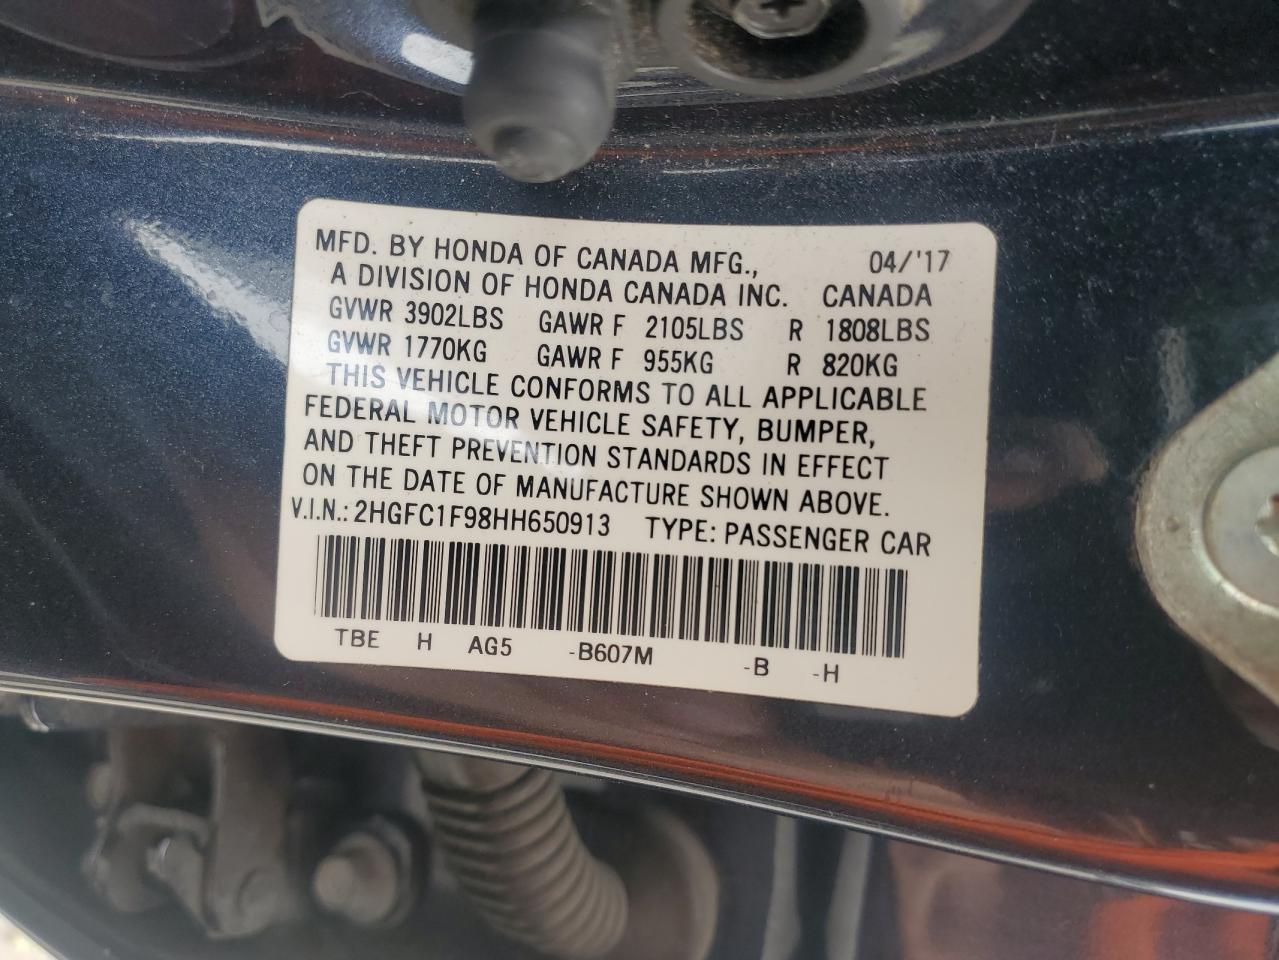 MFD. BY HONDA OF CANADA MFG., 04/'17
A DIVISION OF HONDA CANADA INC. CANADA
GVWR 3902LBS GAWR F 2105LBS R 1808LBS
GVWR 1770KG GAWR F 955KG R 820KG
THIS VEHICLE CONFORMS TO ALL APPLICABLE
FEDERAL MOTOR VEHICLE SAFETY, BUMPER,
AND THEFT PREVENTION STANDARDS IN EFFECT
ON THE DATE OF MANUFACTURE SHOWN ABOVE.
V.I.N.: 2HGFC1F98HH650913 TYPE: PASSENGER CAR
TBE H AG5 -B607M -B -H